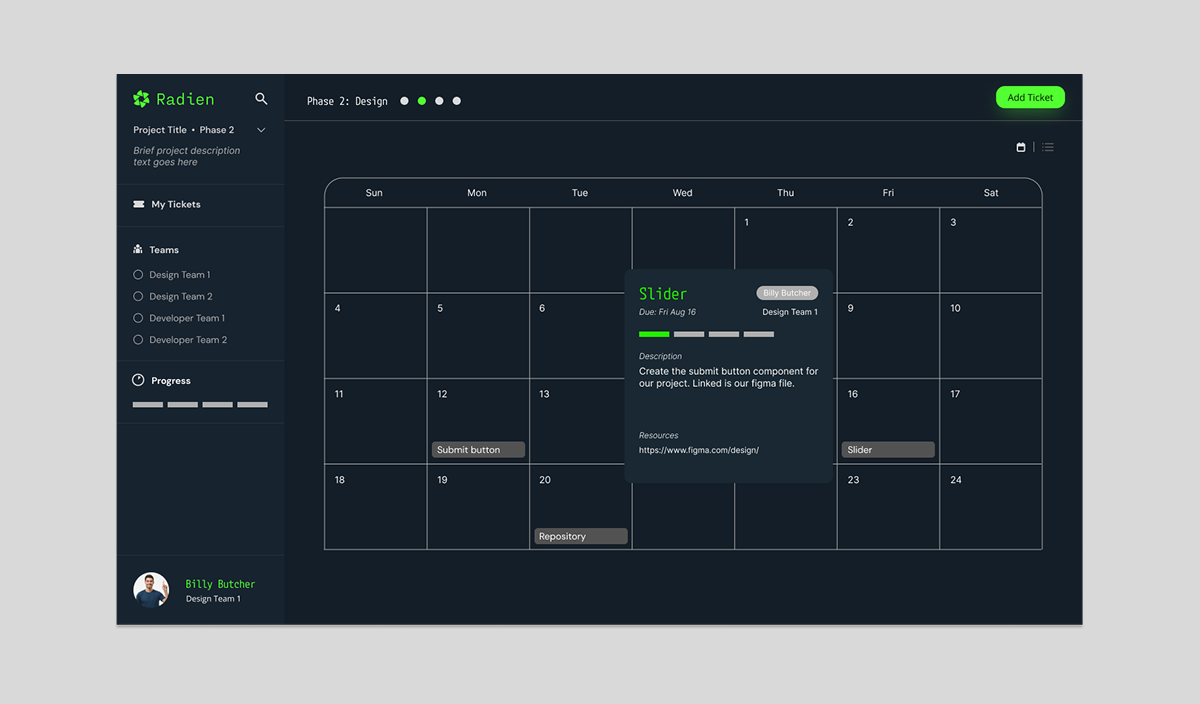 Radien
Project Title • Phase 2
Brief project description
text goes here
My Tickets
Teams
Design Team 1
Design Team 2
Developer Team 1
Developer Team 2
Progress
Billy Butcher
Design Team 1
Phase 2: Design
Add Ticket
Sun Mon Tue Wed Thu Fri Sat
1 2 3
4 5 6 9 10
11 12 13 16 17
Submit button Slider
18 19 20 23 24
Repository
Slider
Billy Butcher
Due: Fri Aug 16
Design Team 1
Description
Create the submit button component for
our project. Linked is our figma file.
Resources
https://www.figma.com/design/